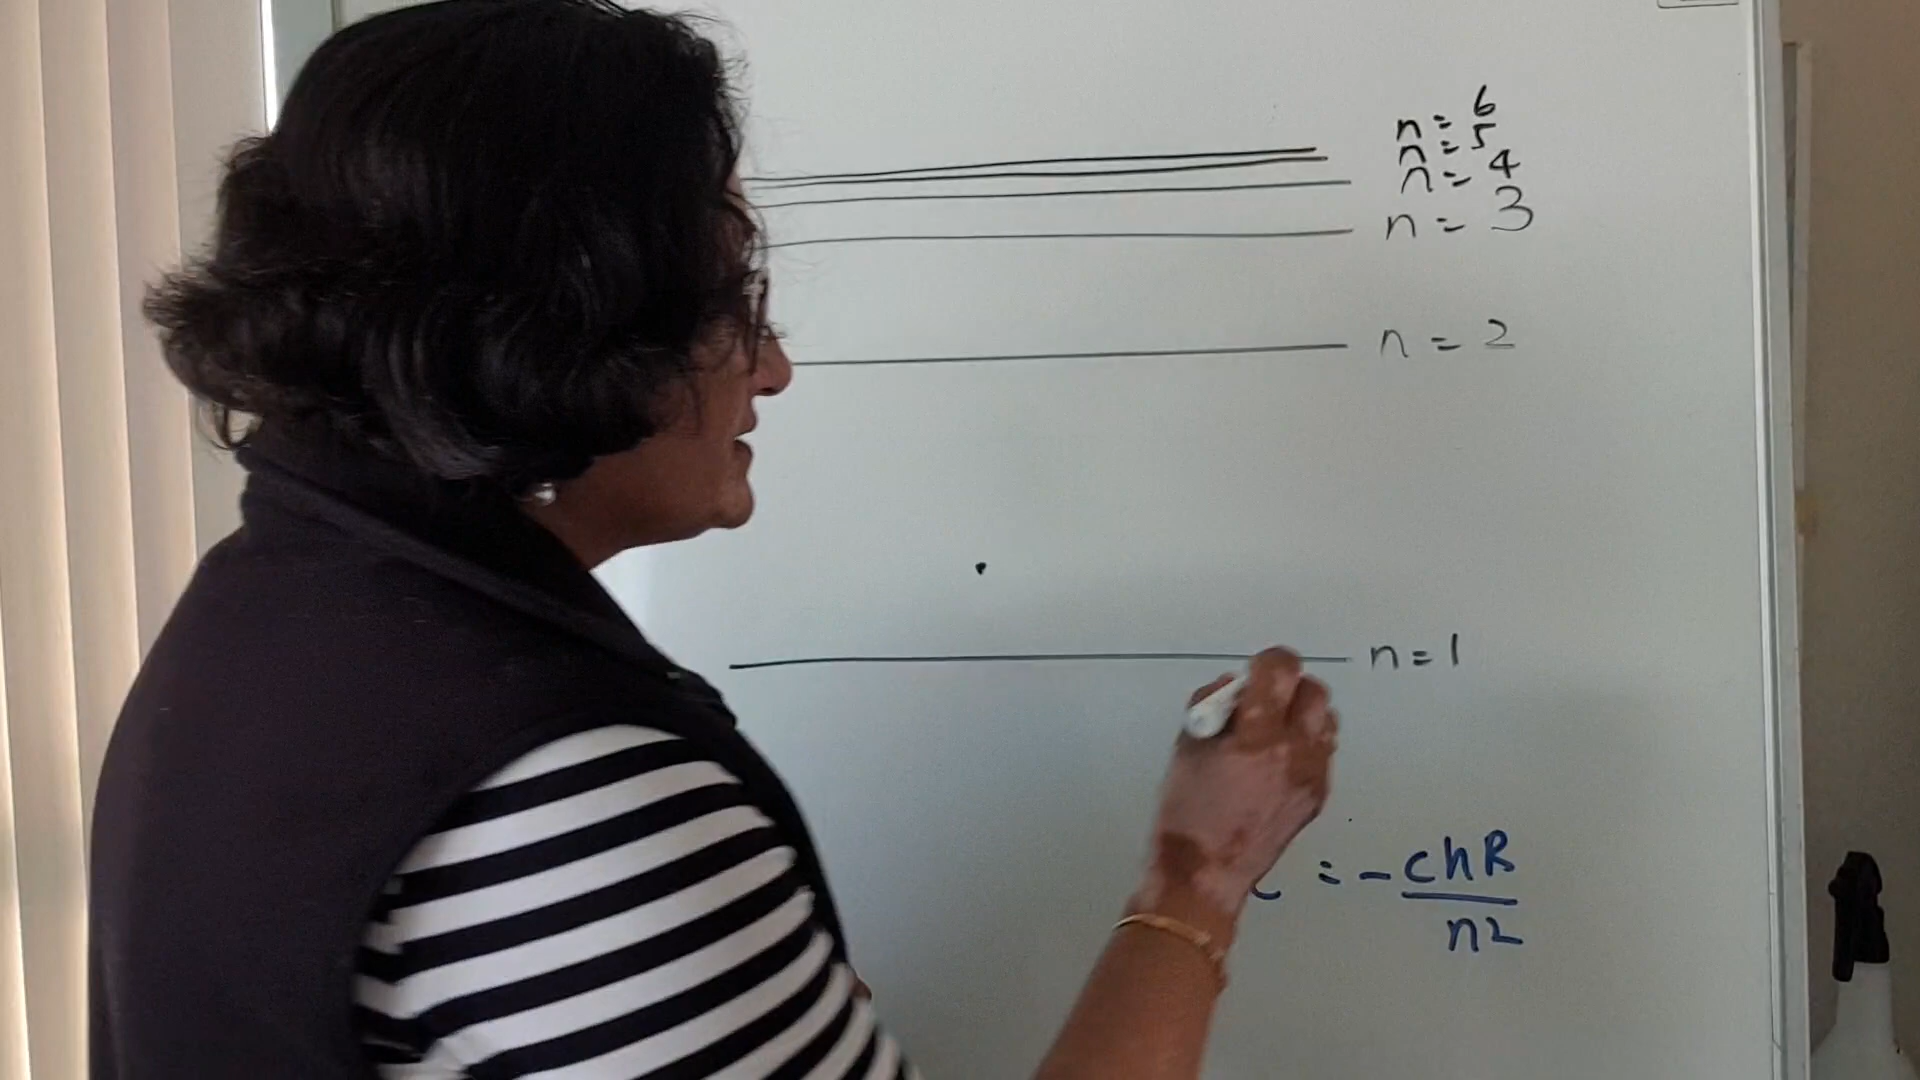 n = 6
n = 5
n = 4
n = 3
n = 2
n = 1
= - chR
n2